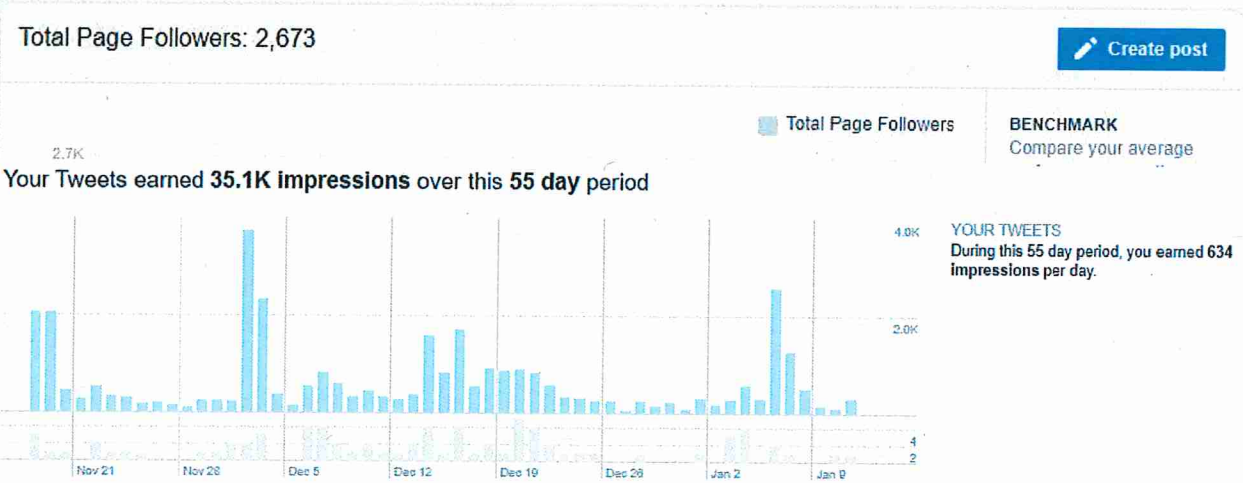 Total Page Followers: 2,673
Create post
Total Page Followers
BENCHMARK
Compare your average
2.7K
Your Tweets earned 35.1K impressions over this 55 day period
4.0K
YOUR TWEETS
During this 55 day period, you earned 634
impressions per day.
2.0K
4
2
Nov 21
Nov 28
Dec 5
Dec 12
Dec 19
Dec 26
Jan 2
Jan 9